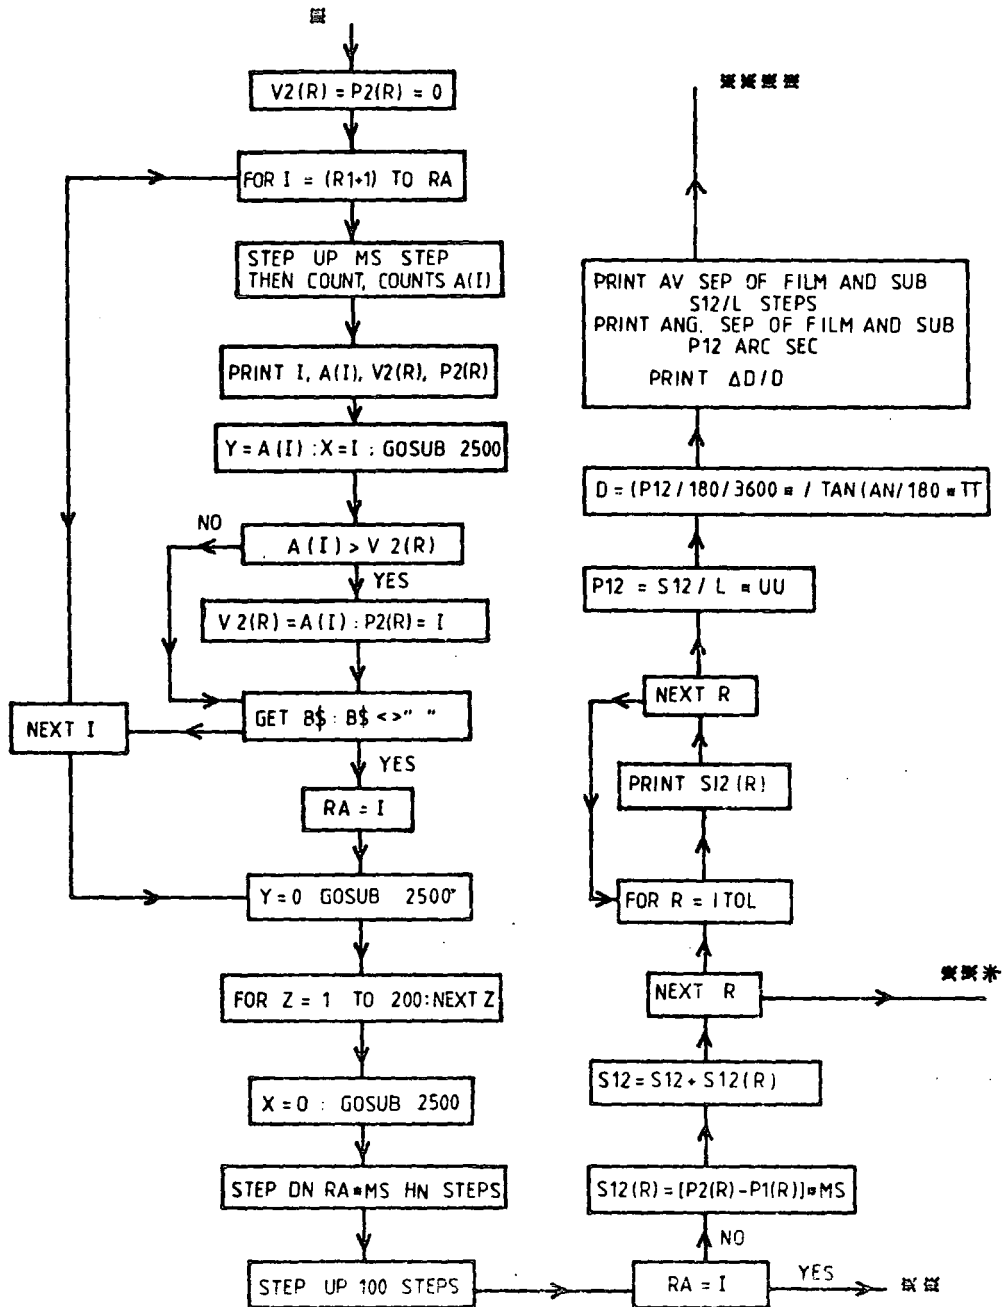 ※
V2(R) = P2(R) = 0
FOR I = (R1+1) TO RA
STEP UP MS STEP
THEN COUNT, COUNTS A(I)
PRINT I, A(I), V2(R), P2(R)
Y=A(I) :X=I : GOSUB 2500
NO
A(I) > V 2(R)
YES
V 2(R) = A(I) : P2(R) = I
GET B$ : B$ <>" "
NEXT I
YES
RA = I
Y=0 GOSUB 2500"
FOR Z = 1 TO 200:NEXT Z
X=0 : GOSUB 2500
STEP DN RA*MS HN STEPS
STEP UP 100 STEPS
RA = I
YES
※ ※
NO
S12(R) = [P2(R)-P1(R)]*MS
S12=S12+ S12(R)
NEXT R
※※*
FOR R = ITOL
PRINT SI2(R)
NEXT R
P12 = S12/ L * UU
D = (P12/180/3600 * / TAN(AN/180 * TT
PRINT AV SEP OF FILM AND SUB
S12/L STEPS
PRINT ANG. SEP OF FILM AND SUB
P12 ARC SEC
PRINT ΔD/D
※※※※